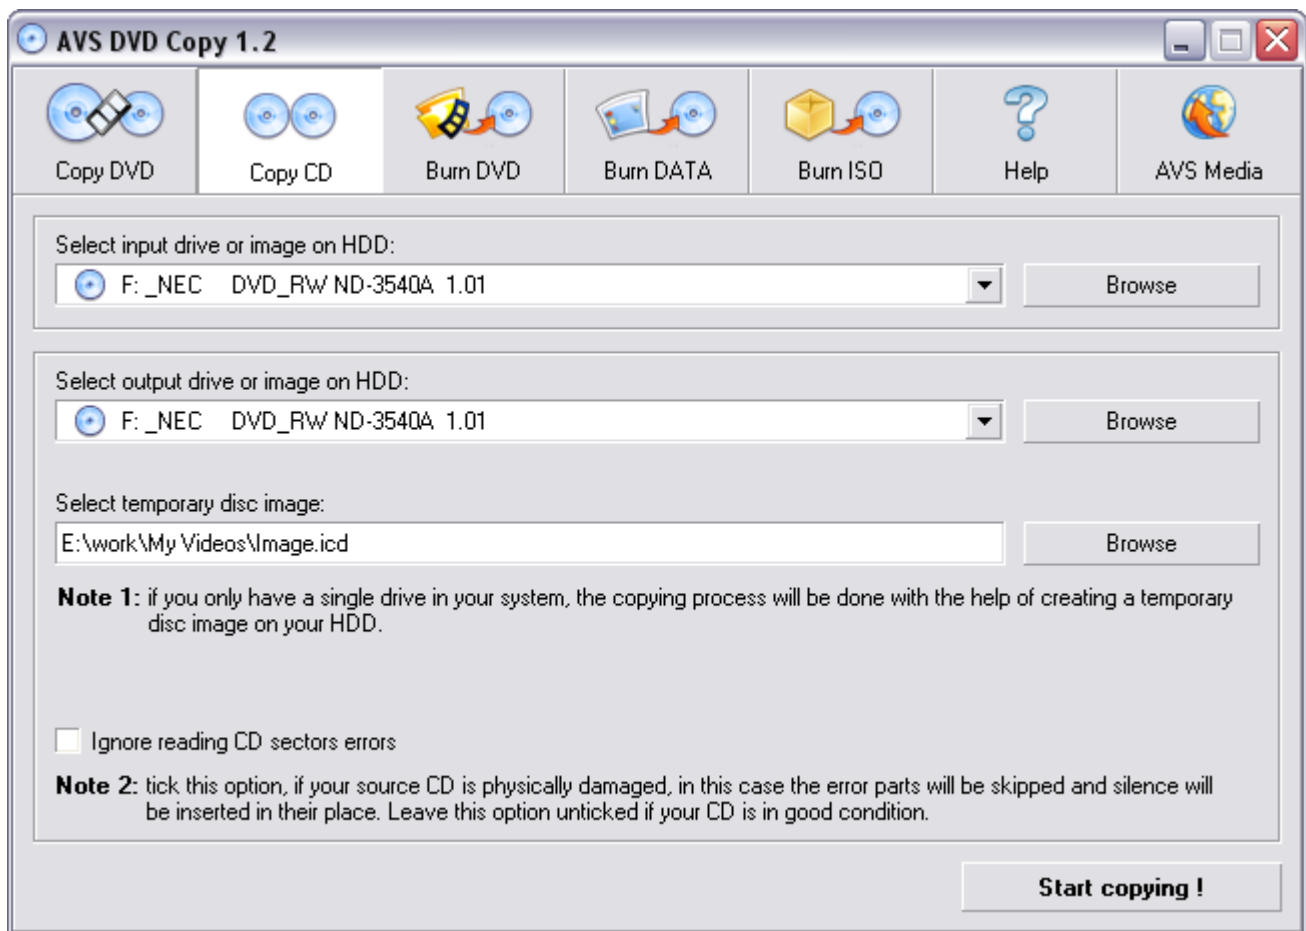 AVS DVD Copy 1.2
Copy DVD
Copy CD
Burn DVD
Burn DATA
Burn ISO
Help
AVS Media
Select input drive or image on HDD:
F: _NEC DVD_RW ND-3540A 1.01
Browse
Select output drive or image on HDD:
F: _NEC DVD_RW ND-3540A 1.01
Browse
Select temporary disc image:
E:\work\My Videos\Image.icd
Browse
Note 1: if you only have a single drive in your system, the copying process will be done with the help of creating a temporary
disc image on your HDD.
Ignore reading CD sectors errors
Note 2: tick this option, if your source CD is physically damaged, in this case the error parts will be skipped and silence will
be inserted in their place. Leave this option unticked if your CD is in good condition.
Start copying !